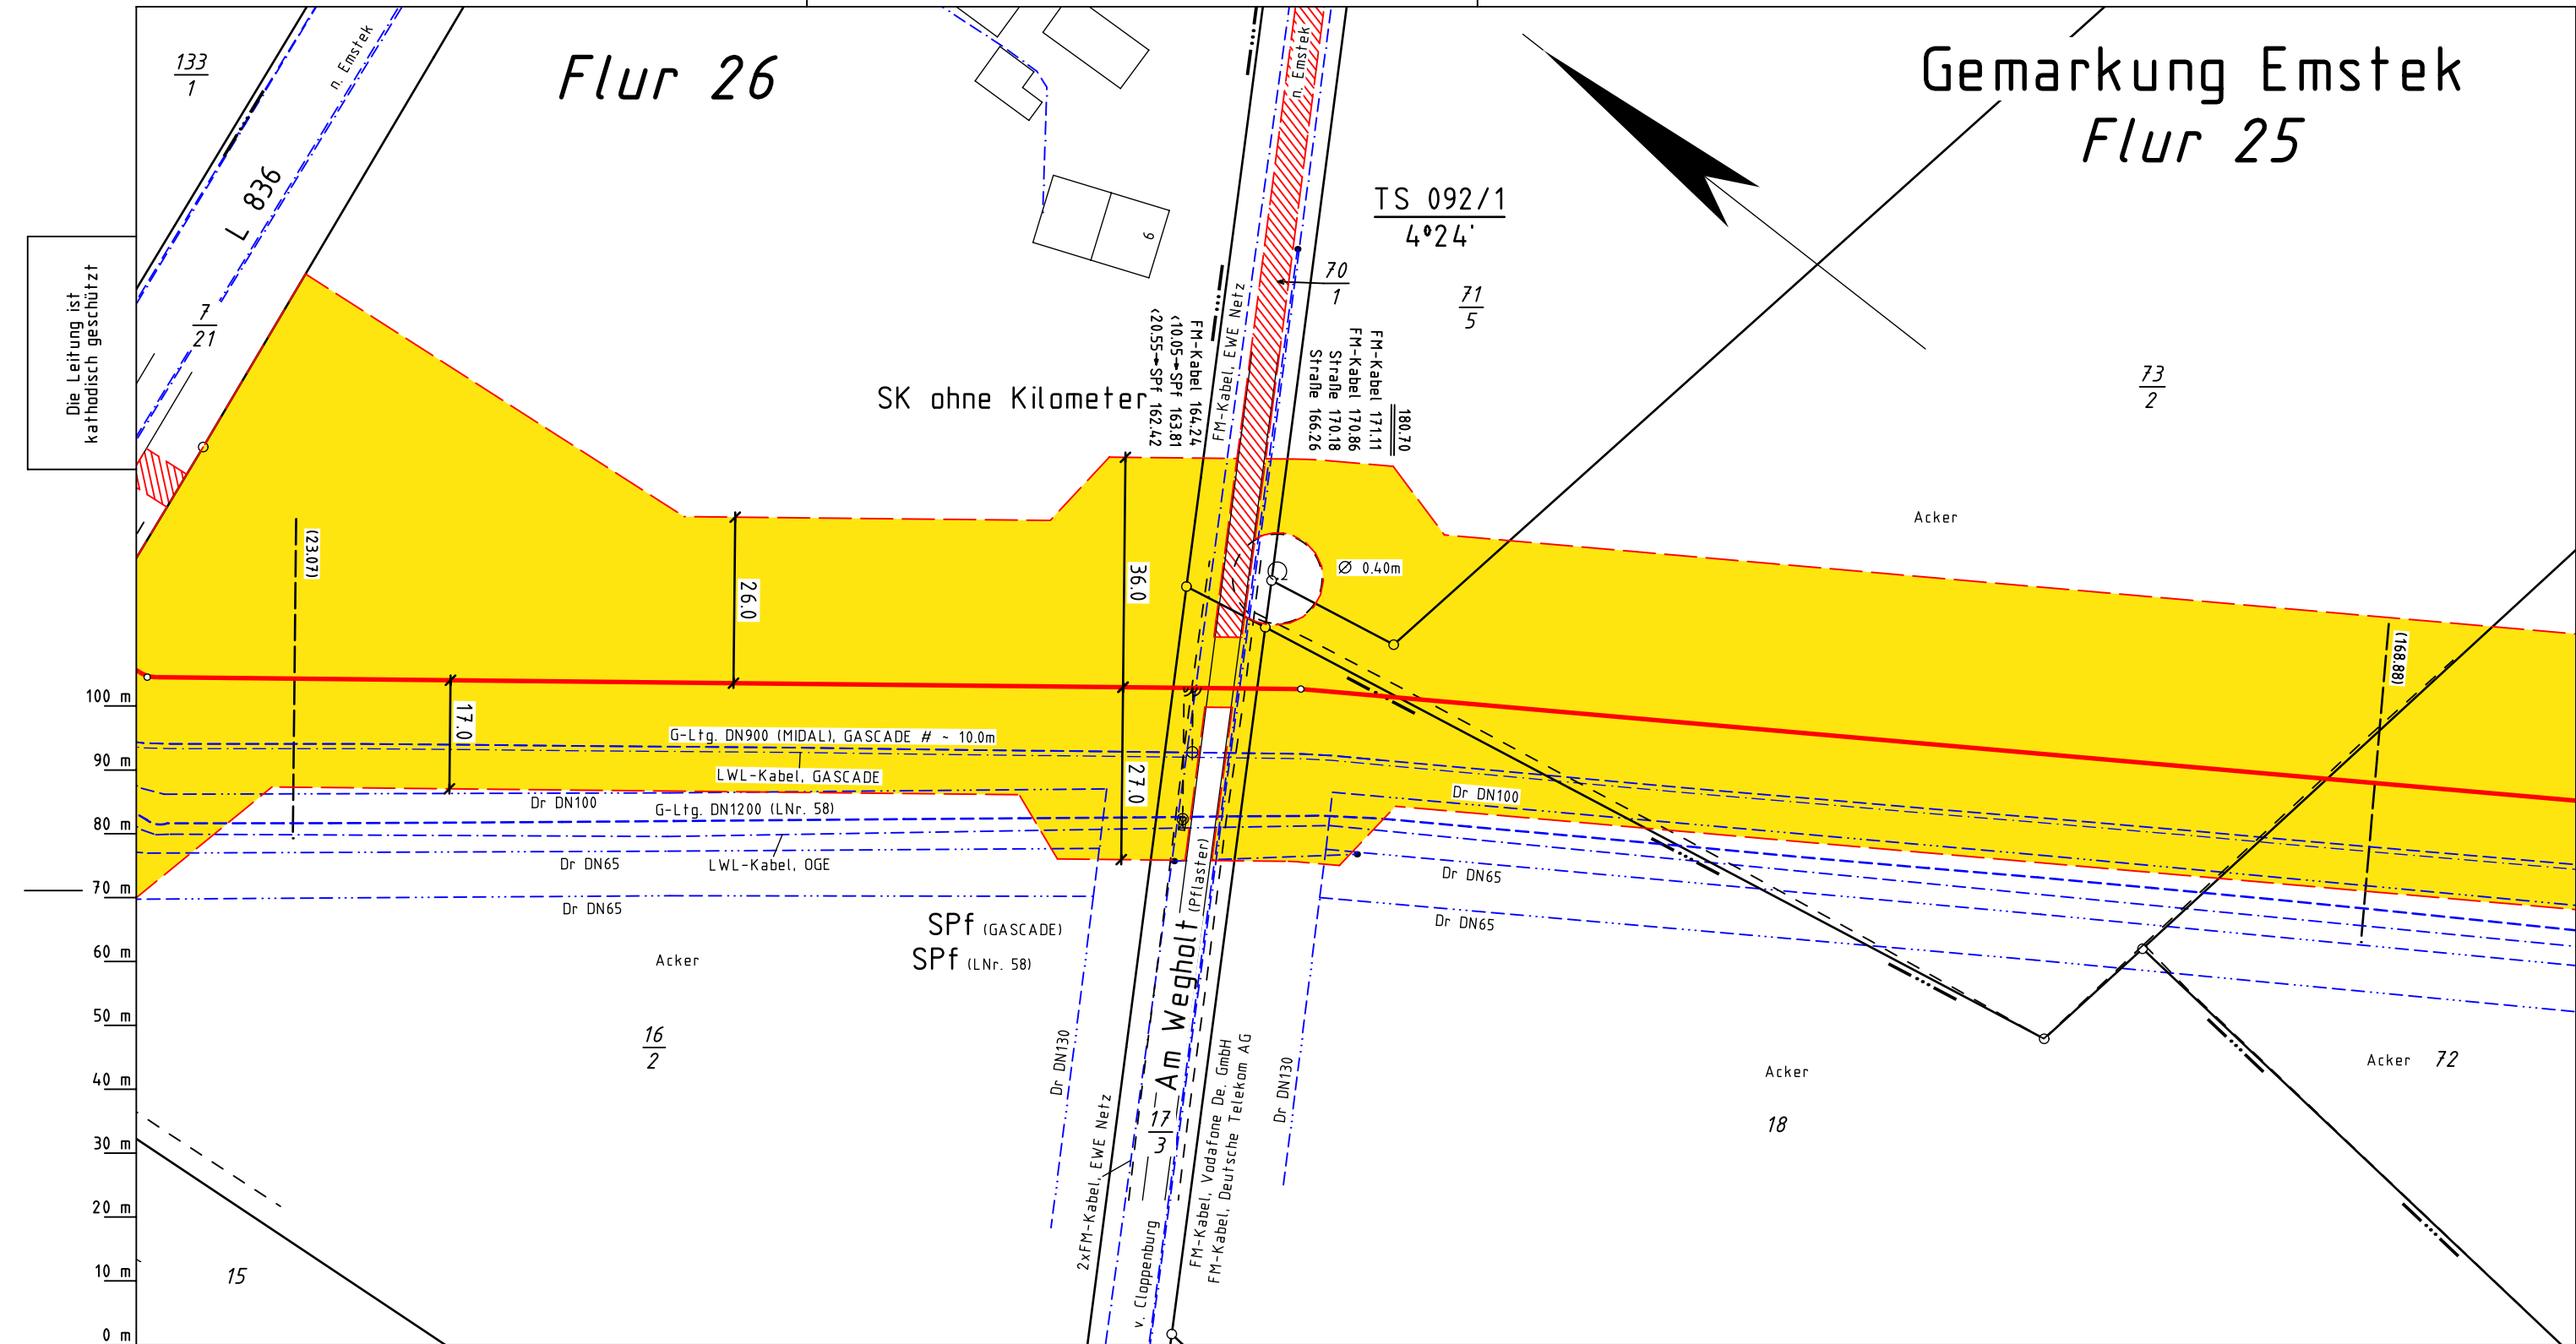 Flur 26
Gemarkung Emstek
Flur 25
133
1
n. Emstek
L 836
n. Emstek
TS 092/1
4°24'
6
70
1
71
5
7
21
73
2
Die Leitung ist
kathodisch geschützt
SK ohne Kilometer
FM-Kabel 164.24
<10.05→SPf 163.81
<20.55→SPf 162.42
FM-Kabel, EWE Netz
180.70
FM-Kabel 171.11
FM-Kabel 170.86
Straße 170.18
Straße 166.26
Acker
(23.07)
26.0
36.0
Ø 0.40m
(168.88)
17.0
27.0
100 m
90 m
80 m
70 m
60 m
50 m
40 m
30 m
20 m
10 m
0 m
G-Ltg. DN900 (MIDAL), GASCADE # ~ 10.0m
LWL-Kabel, GASCADE
Dr DN100
G-Ltg. DN1200 (LNr. 58)
Dr DN100
Dr DN65
LWL-Kabel, OGE
Dr DN65
Dr DN65
Dr DN65
SPf (GASCADE)
SPf (LNr. 58)
Acker
16
2
Am Wegholt (Pflaster)
Dr DN130
Dr DN130
17
3
2xFM-Kabel, EWE Netz
v. Cloppenburg
FM-Kabel, Vodafone De. GmbH
FM-Kabel, Deutsche Telekom AG
Acker
18
Acker 72
15